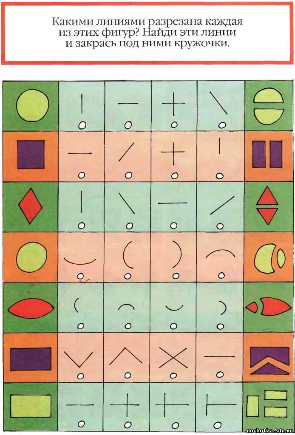 Какими линиями разрезана каждая
из этих фигур? Найди эти линии
и закрась под ними кружочки.